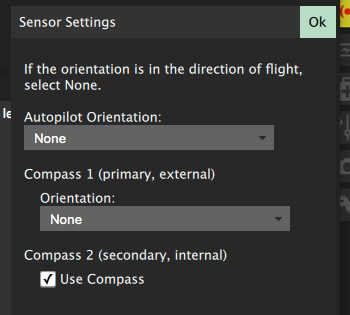 Sensor Settings
Ok
If the orientation is in the direction of flight,
select None.
le
Autopilot Orientation:
None
Compass 1 (primary, external)
Orientation:
None
Compass 2 (secondary, internal)
Use Compass